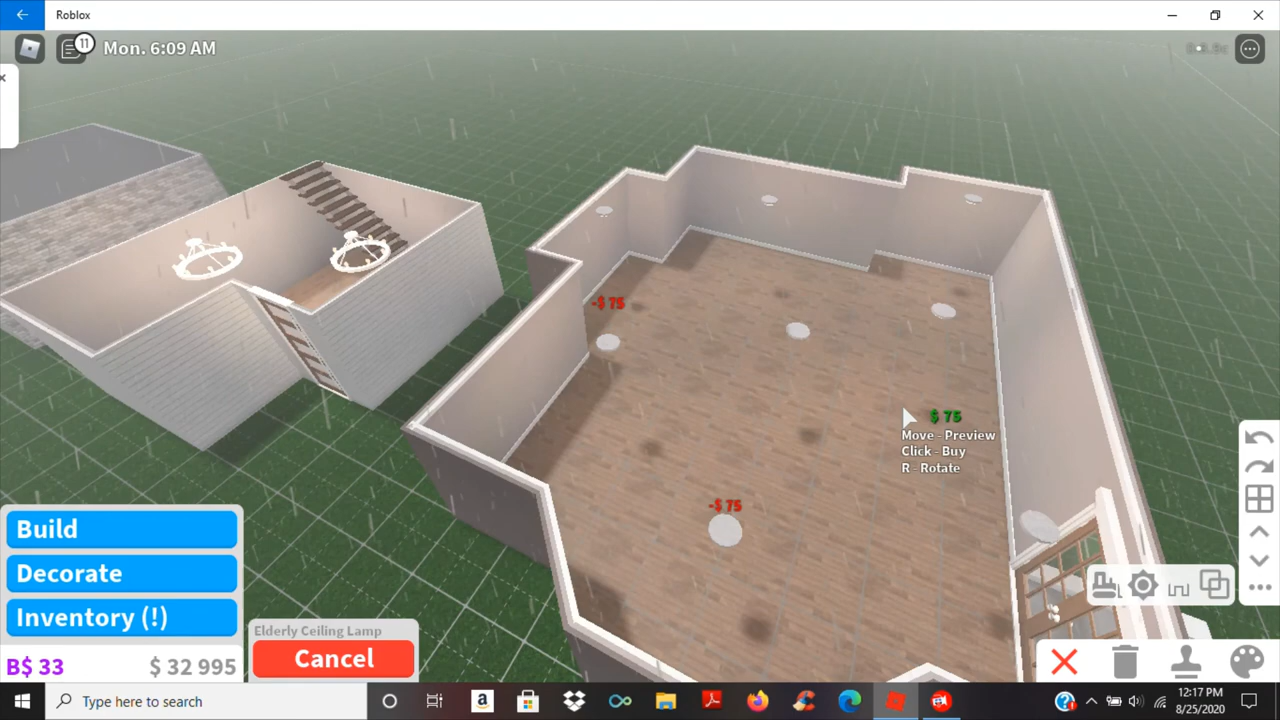 Roblox
11
Mon. 6:09 AM
-$ 75
$ 75
Move - Preview
Click - Buy
R - Rotate
-$ 75
Build
Decorate
Inventory (!)
B$ 33
$ 32 995
Elderly Ceiling Lamp
Cancel
Type here to search
12:17 PM
8/25/2020